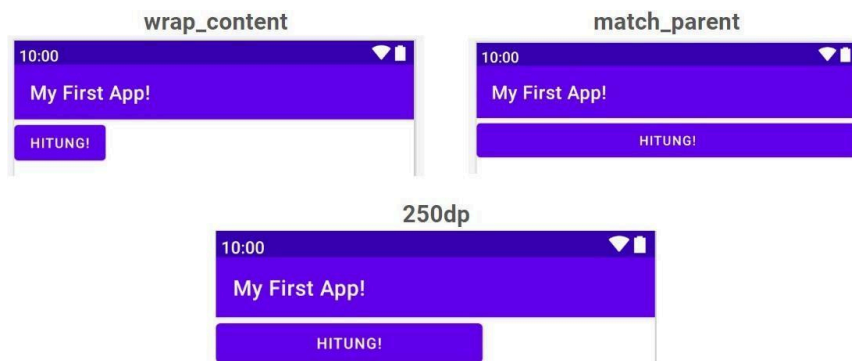 wrap_content
10:00
My First App!
HITUNG!
match_parent
10:00
My First App!
HITUNG!
250dp
10:00
My First App!
HITUNG!